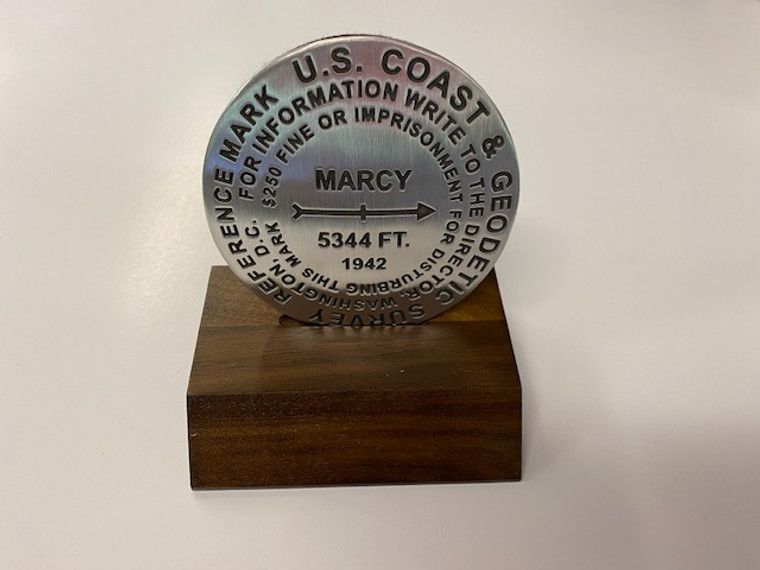 U.S. COAST & GEODETIC SURVEY REFERENCE MARK
FOR INFORMATION WRITE TO THE DIRECTOR, WASHINGTON, D.C.
$250 FINE OR IMPRISONMENT FOR DISTURBING THIS MARK
MARCY
5344 FT.
1942